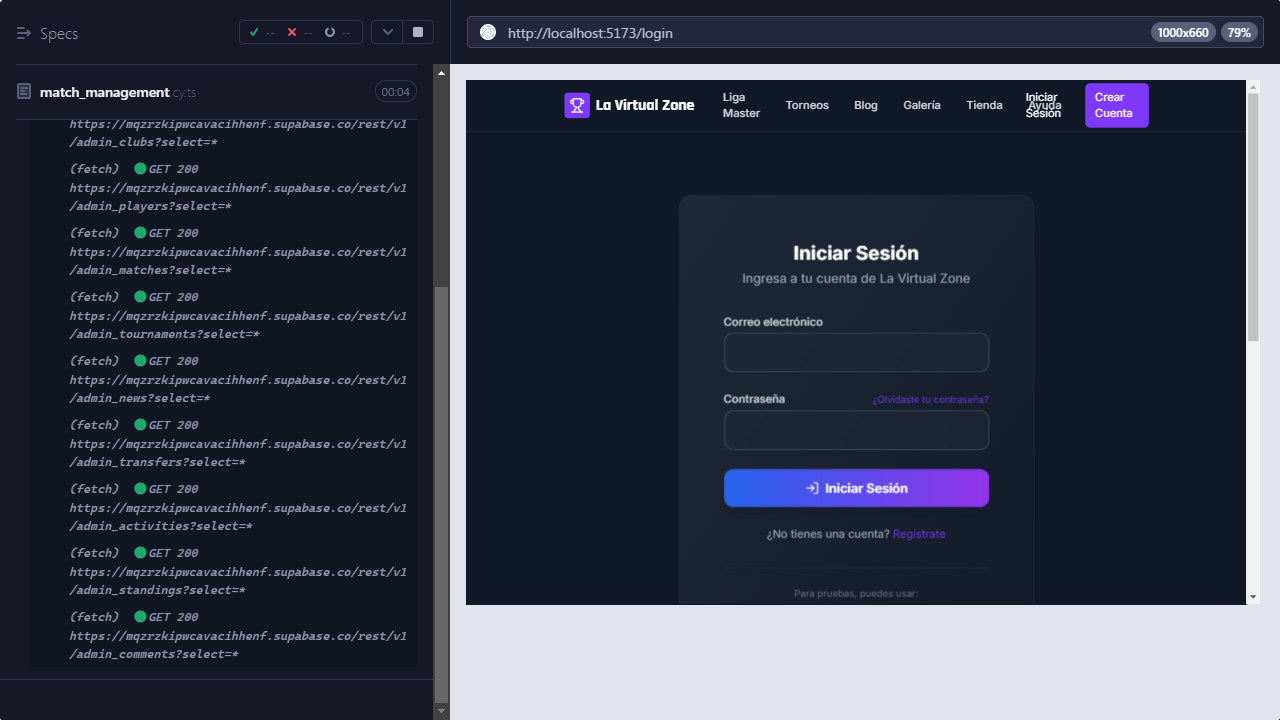 Specs
-- -- --
match_management.cy.ts
00:04
https://mqzrzkipwcavacihhenf.supabase.co/rest/v1
/admin_clubs?select=*
(fetch) GET 200
https://mqzrzkipwcavacihhenf.supabase.co/rest/v1
/admin_players?select=*
(fetch) GET 200
https://mqzrzkipwcavacihhenf.supabase.co/rest/v1
/admin_matches?select=*
(fetch) GET 200
https://mqzrzkipwcavacihhenf.supabase.co/rest/v1
/admin_tournaments?select=*
(fetch) GET 200
https://mqzrzkipwcavacihhenf.supabase.co/rest/v1
/admin_news?select=*
(fetch) GET 200
https://mqzrzkipwcavacihhenf.supabase.co/rest/v1
/admin_transfers?select=*
(fetch) GET 200
https://mqzrzkipwcavacihhenf.supabase.co/rest/v1
/admin_activities?select=*
(fetch) GET 200
https://mqzrzkipwcavacihhenf.supabase.co/rest/v1
/admin_standings?select=*
(fetch) GET 200
https://mqzrzkipwcavacihhenf.supabase.co/rest/v1
/admin_comments?select=*
http://localhost:5173/login
1000x660
79%
La Virtual Zone
Liga
Master
Torneos
Blog
Galería
Tienda
Iniciar
Sesión
Ayuda
Crear
Cuenta
Iniciar Sesión
Ingresa a tu cuenta de La Virtual Zone
Correo electrónico
Contraseña
¿Olvidaste tu contraseña?
Iniciar Sesión
¿No tienes una cuenta? Regístrate
Para pruebas, puedes usar: